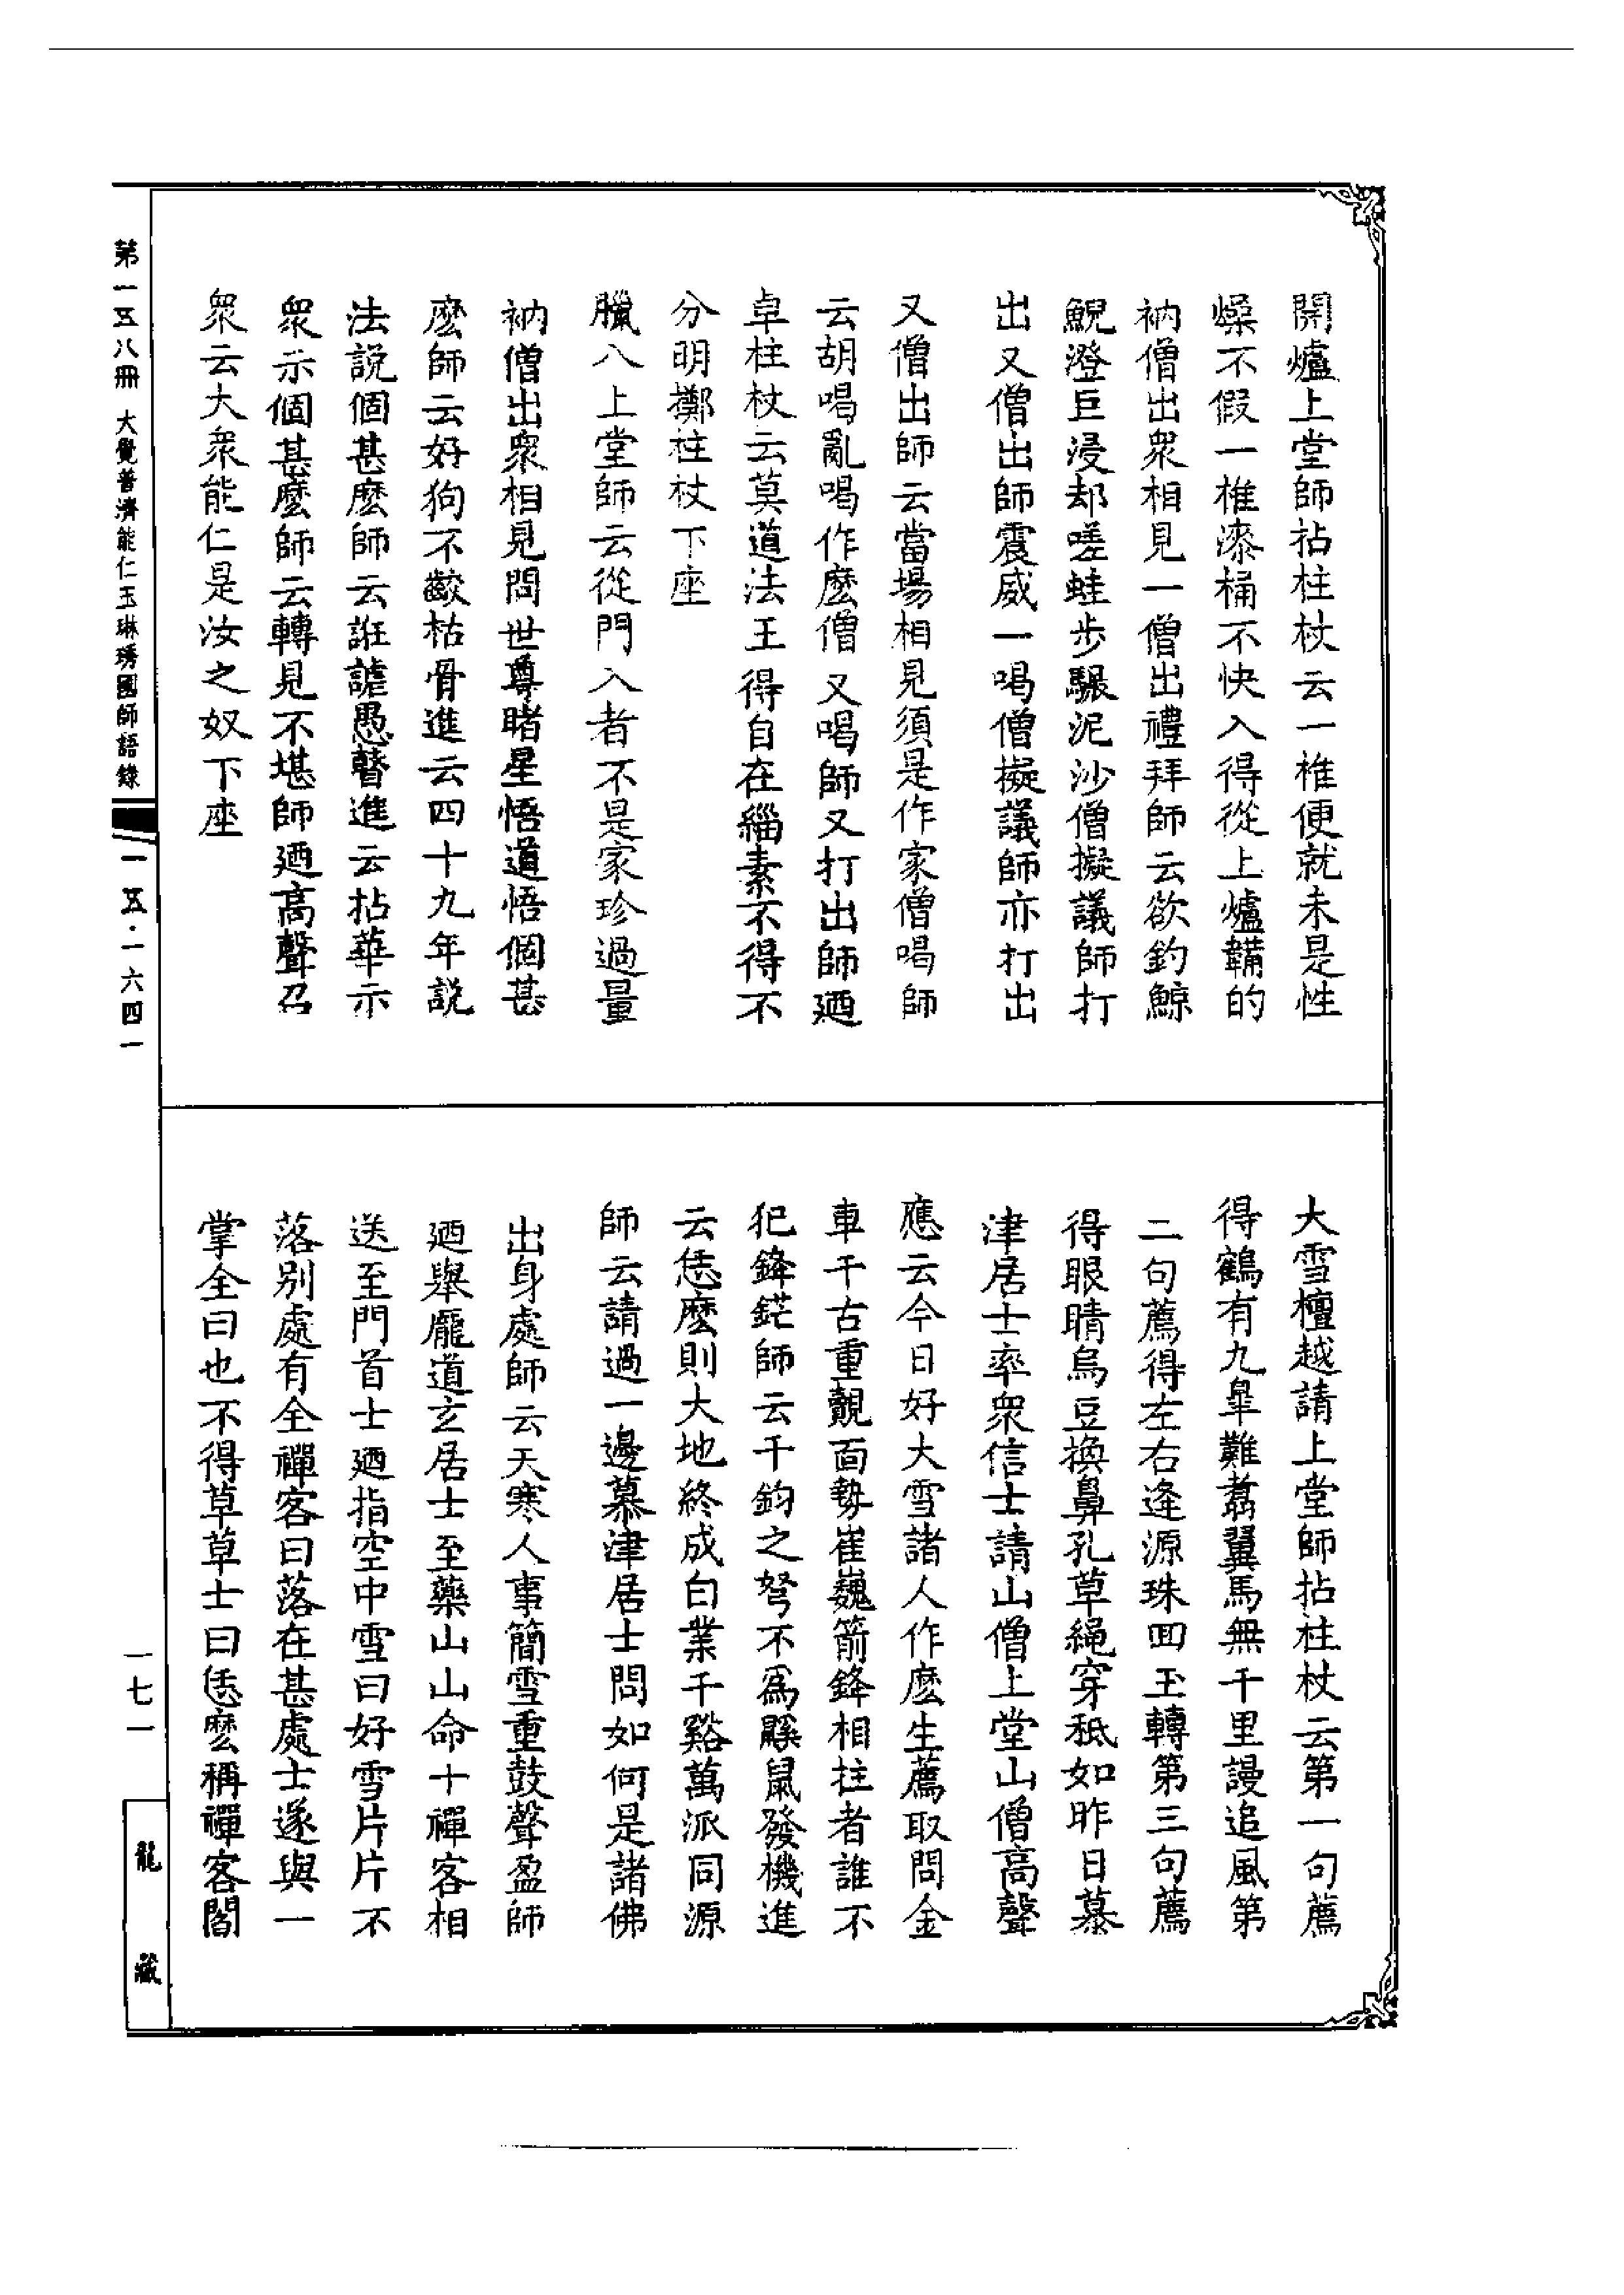 開爐上堂師拈柱杖云一椎便就未是性
燥不假一椎漆桶不快入得從上爐韛的
衲僧出衆相見一僧出禮拜師云欲釣鯨
鯢澄巨浸却嗟蛙步驟泥沙僧擬議師打
出又僧出師震威一喝僧擬議師亦打出
又僧出師云當場相見須是作家僧喝師
云胡喝亂喝作麽僧又喝師又打出師廼
卓柱杖云莫道法王得自在緇素不得不
分明擲柱杖下座
臘八上堂師云從門入者不是家珍過量
衲僧出衆相見問世尊睹星悟道悟個甚
麽師云好狗不齩枯骨進云四十九年説
法説個甚麽師云誑謼愚瞽進云拈華示
衆示個甚麽師云轉見不堪師廼高聲召
衆云大衆能仁是汝之奴下座
大雪檀越請上堂師拈柱杖云第一句薦
得鶴有九臯難翥翼馬無千里謾追風第
二句薦得左右逢源珠回玉轉第三句薦
得眼睛烏豆換鼻孔草繩穿秪如昨日慕
津居士率衆信士請山僧上堂山僧高聲
應云今日好大雪諸人作麽生薦取問金
車千古重覿面勢崔巍箭鋒相拄者誰不
犯鋒鋩師云千鈞之弩不爲鼷鼠發機進
云恁麽則大地終成白業千谿萬派同源
師云請過一邊慕津居士問如何是諸佛
出身處師云天寒人事簡雪重鼓聲盈師
廼舉龐道玄居士至藥山山命十禪客相
送至門首士廼指空中雪曰好雪片片不
落别處有全禪客曰落在甚處士遂與一
掌全曰也不得草草士曰恁麽稱禪客閻
第一五八冊 大覺普濟能仁玉琳琇國師語錄
一五·一六四一
一七一
龍藏